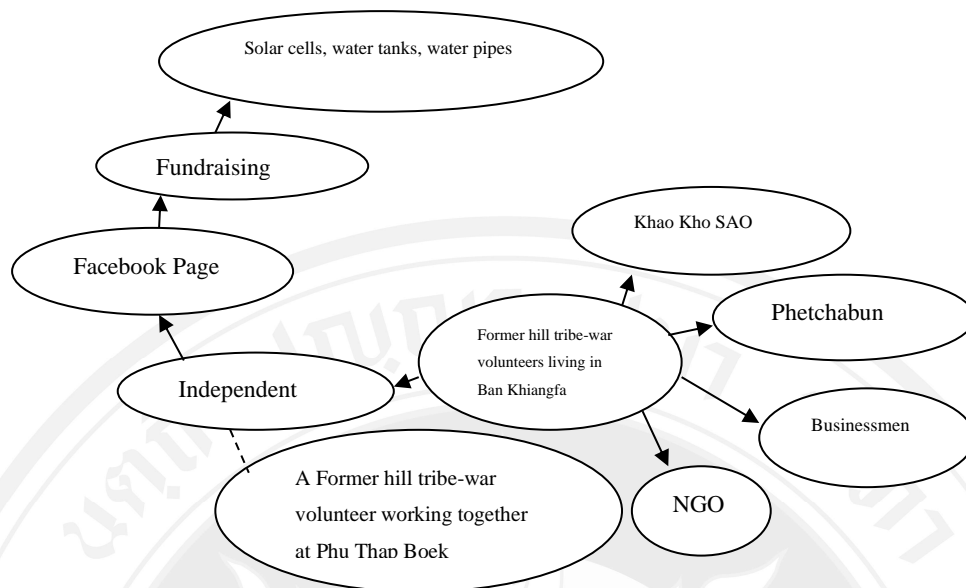 Solar cells, water tanks, water pipes
Fundraising
Khao Kho SAO
Facebook Page
Phetchabun
Former hill tribe-war
volunteers living in
Ban Khiangfa
Independent
Businessmen
A Former hill tribe-war
volunteer working together
at Phu Thap Boek
NGO